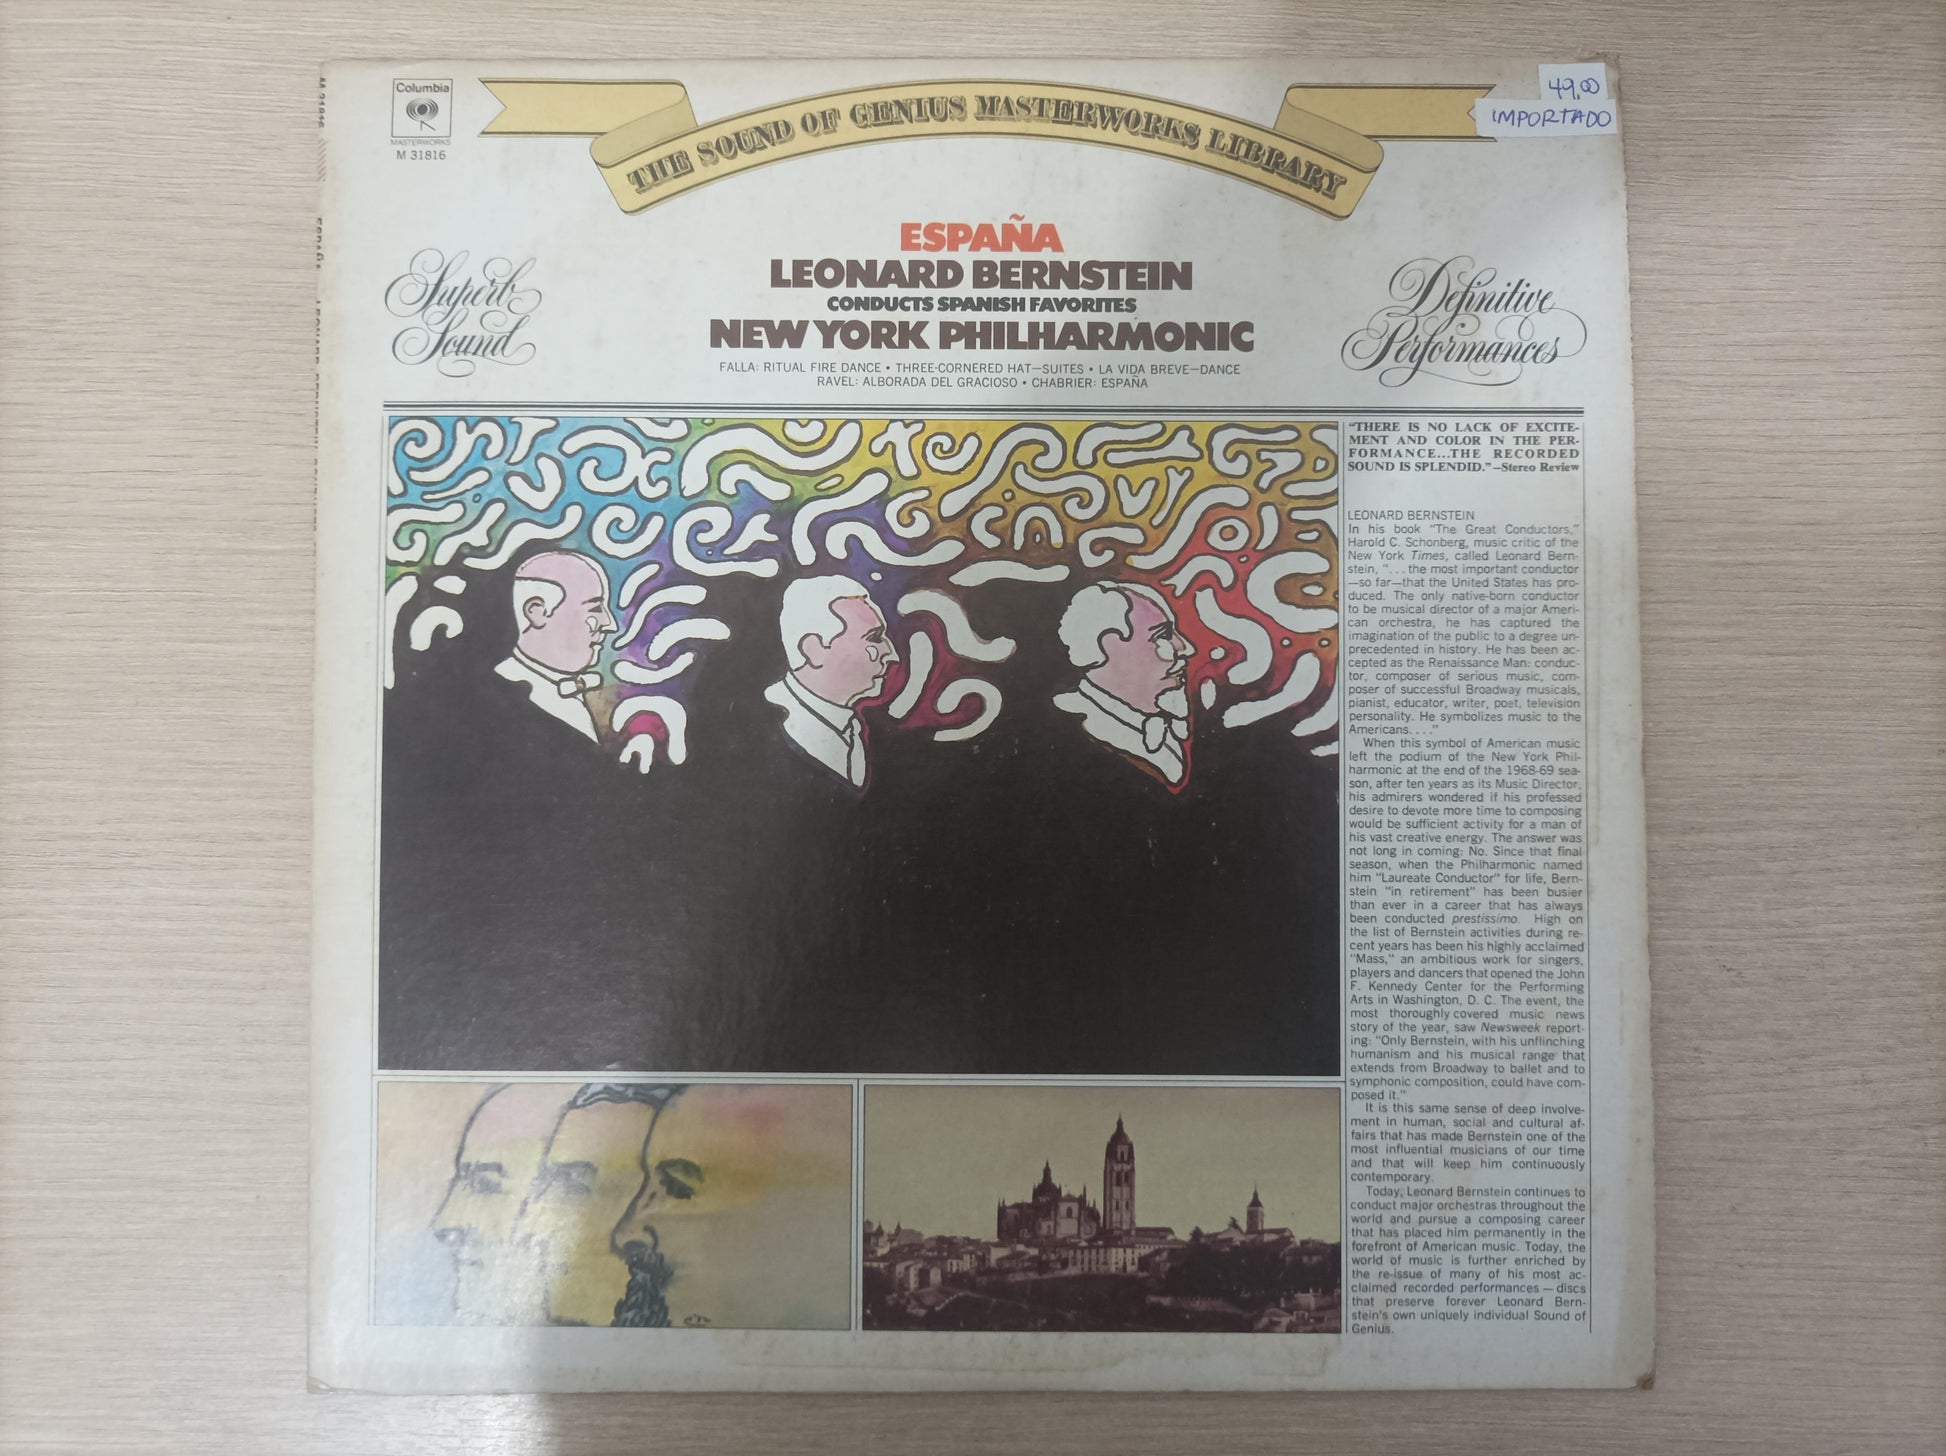 Columbia
MASTERWORKS
M 31816
THE SOUND OF GENIUS MASTERWORKS LIBRARY
49,00
IMPORTADO
ESPAÑA
LEONARD BERNSTEIN
CONDUCTS SPANISH FAVORITES
NEW YORK PHILHARMONIC
FALLA: RITUAL FIRE DANCE • THREE-CORNERED HAT—SUITES • LA VIDA BREVE—DANCE
RAVEL: ALBORADA DEL GRACIOSO • CHABRIER: ESPAÑA
Superb
Sound
Definitive
Performances
"THERE IS NO LACK OF EXCITE-
MENT AND COLOR IN THE PER-
FORMANCE...THE RECORDED
SOUND IS SPLENDID."—Stereo Review
LEONARD BERNSTEIN
In his book "The Great Conductors,"
Harold C. Schonberg, music critic of the
New York Times, called Leonard Bern-
stein, "... the most important conductor
—so far—that the United States has pro-
duced. The only native-born conductor
to be musical director of a major Ameri-
can orchestra, he has captured the
imagination of the public to a degree un-
precedented in history. He has been ac-
cepted as the Renaissance Man: conduc-
tor, composer of serious music, com-
poser of successful Broadway musicals,
pianist, educator, writer, poet, television
personality. He symbolizes music to the
Americans. . . ."
When this symbol of American music
left the podium of the New York Phil-
harmonic at the end of the 1968-69 sea-
son, after ten years as its Music Director,
his admirers wondered if his professed
desire to devote more time to composing
would be sufficient activity for a man of
his vast creative energy. The answer was
not long in coming: No. Since that final
season, when the Philharmonic named
him "Laureate Conductor" for life, Bern-
stein "in retirement" has been busier
than ever in a career that has always
been conducted prestissimo. High on
the list of Bernstein activities during re-
cent years has been his highly acclaimed
"Mass," an ambitious work for singers,
players and dancers that opened the John
F. Kennedy Center for the Performing
Arts in Washington, D. C. The event, the
most thoroughly covered music news
story of the year, saw Newsweek report-
ing: "Only Bernstein, with his unflinching
humanism and his musical range that
extends from Broadway to ballet and to
symphonic composition, could have com-
posed it."
It is this same sense of deep involve-
ment in human, social and cultural af-
fairs that has made Bernstein one of the
most influential musicians of our time
and that will keep him continuously
contemporary.
Today, Leonard Bernstein continues to
conduct major orchestras throughout the
world and pursue a composing career
that has placed him permanently in the
forefront of American music. Today, the
world of music is further enriched by
the re-issue of many of his most ac-
claimed recorded performances — discs
that preserve forever Leonard Bern-
stein's own uniquely individual Sound of
Genius.